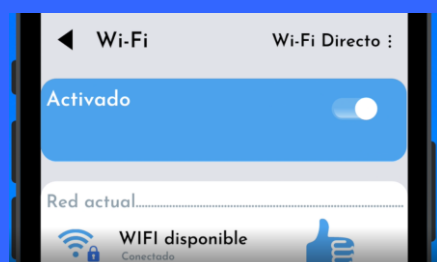 Wi-Fi Wi-Fi Directo
Activado
Red actual
WIFI disponible
Conectado